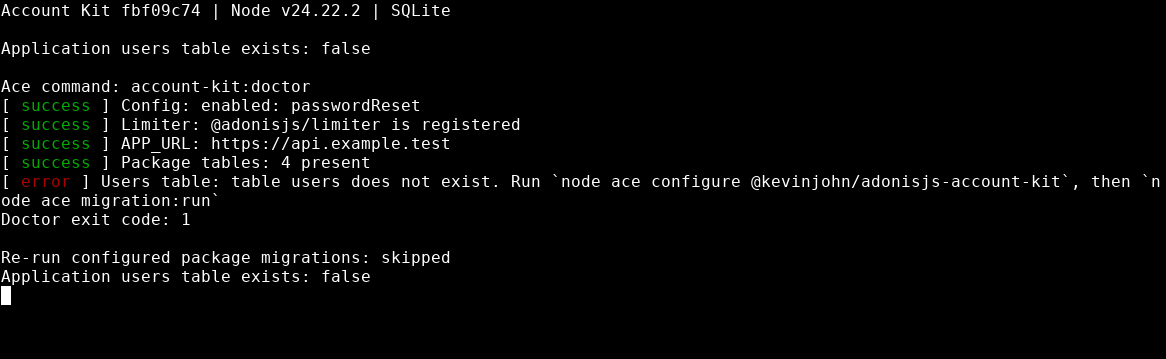 Account Kit fbf09c74 | Node v24.22.2 | SQLite
Application users table exists: false
Ace command: account-kit:doctor
[ success ] Config: enabled: passwordReset
[ success ] Limiter: @adonisjs/limiter is registered
[ success ] APP_URL: https://api.example.test
[ success ] Package tables: 4 present
[ error ] Users table: table users does not exist. Run `node ace configure @kevinjohn/adonisjs-account-kit`, then `n
ode ace migration:run`
Doctor exit code: 1
Re-run configured package migrations: skipped
Application users table exists: false